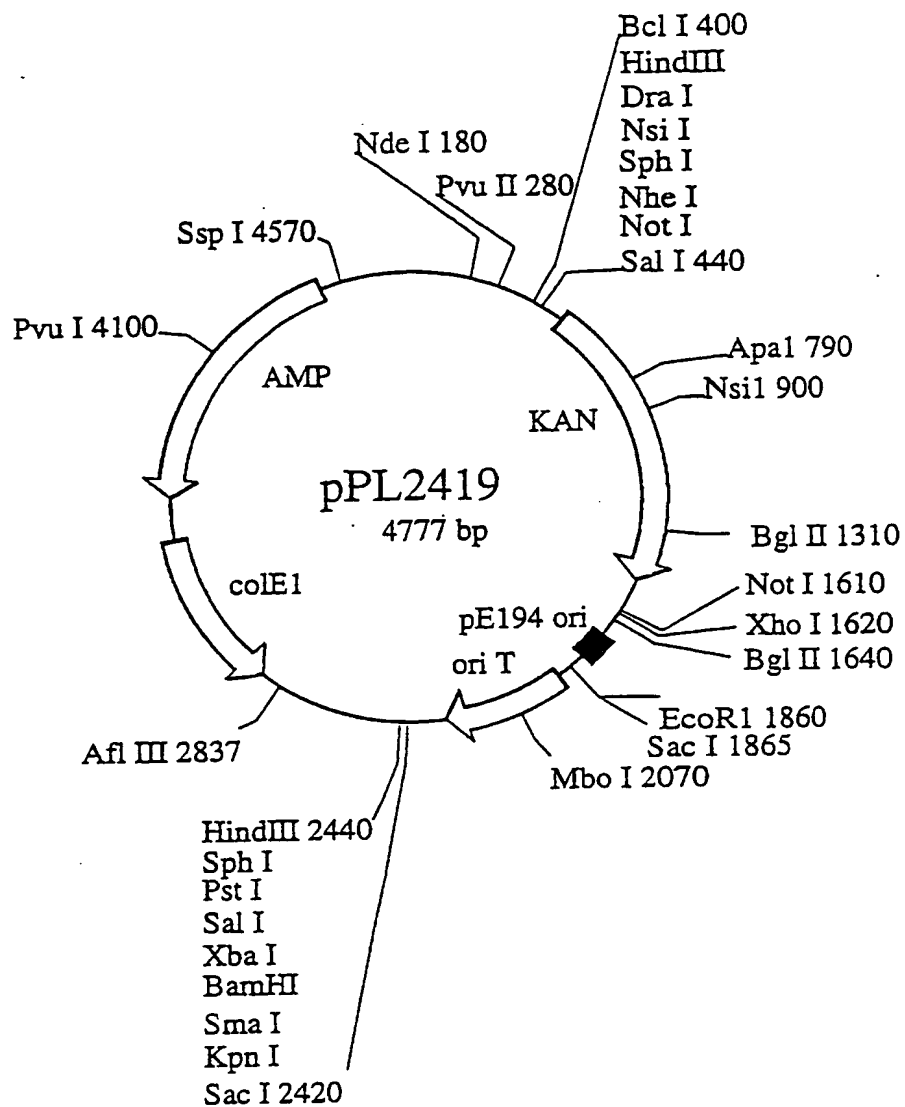 Bcl I 400
HindIII
Dra I
Nsi I
Sph I
Nhe I
Not I
Sal I 440
Nde I 180
Pvu II 280
Ssp I 4570
Pvu I 4100
AMP
Apa1 790
Nsi1 900
KAN
pPL2419
4777 bp
Bgl II 1310
colE1
Not I 1610
pE194 ori
Xho I 1620
Bgl II 1640
ori T
EcoR1 1860
Sac I 1865
Afl III 2837
Mbo I 2070
HindIII 2440
Sph I
Pst I
Sal I
Xba I
BamHI
Sma I
Kpn I
Sac I 2420